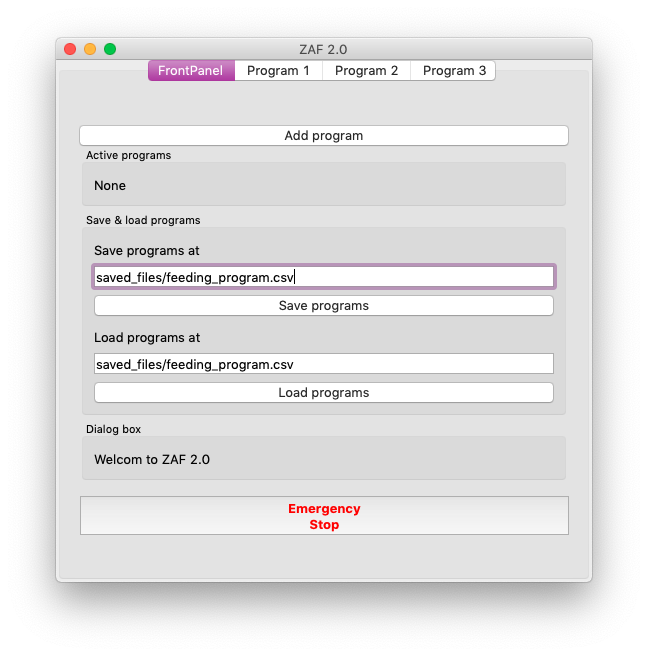 ZAF 2.0
FrontPanel Program 1 Program 2 Program 3
Add program
Active programs
None
Save & load programs
Save programs at
saved_files/feeding_program.csv
Save programs
Load programs at
saved_files/feeding_program.csv
Load programs
Dialog box
Welcom to ZAF 2.0
Emergency
Stop